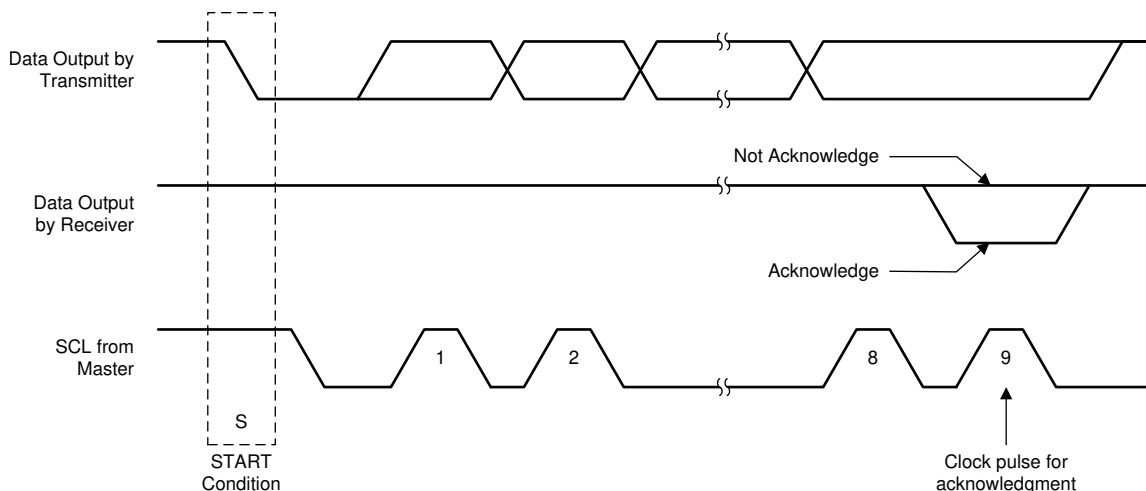 Data Output by
Transmitter
Not Acknowledge
Data Output
by Receiver
Acknowledge
SCL from
Master
1
2
8
9
S
START
Condition
Clock pulse for
acknowledgment